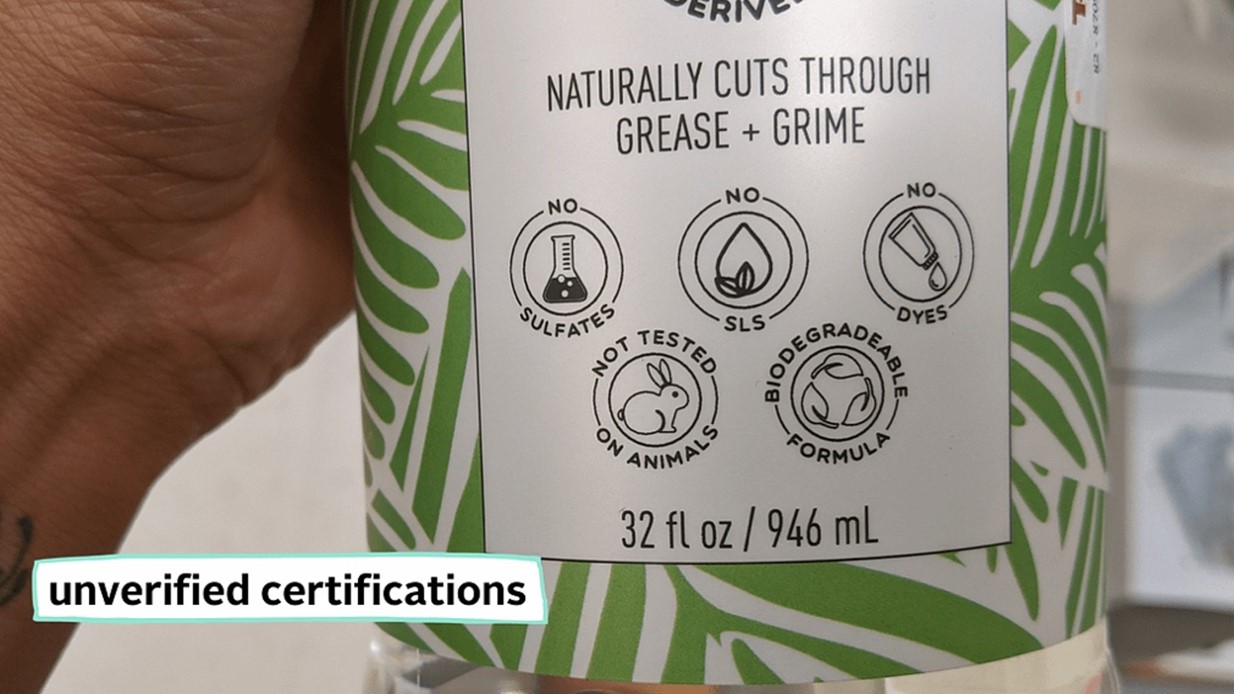 NATURALLY CUTS THROUGH
GREASE + GRIME
NO
SULFATES
NO
SLS
NO
DYES
NOT TESTED
ON ANIMALS
BIODEGRADEABLE
FORMULA
32 fl oz / 946 mL
unverified certifications